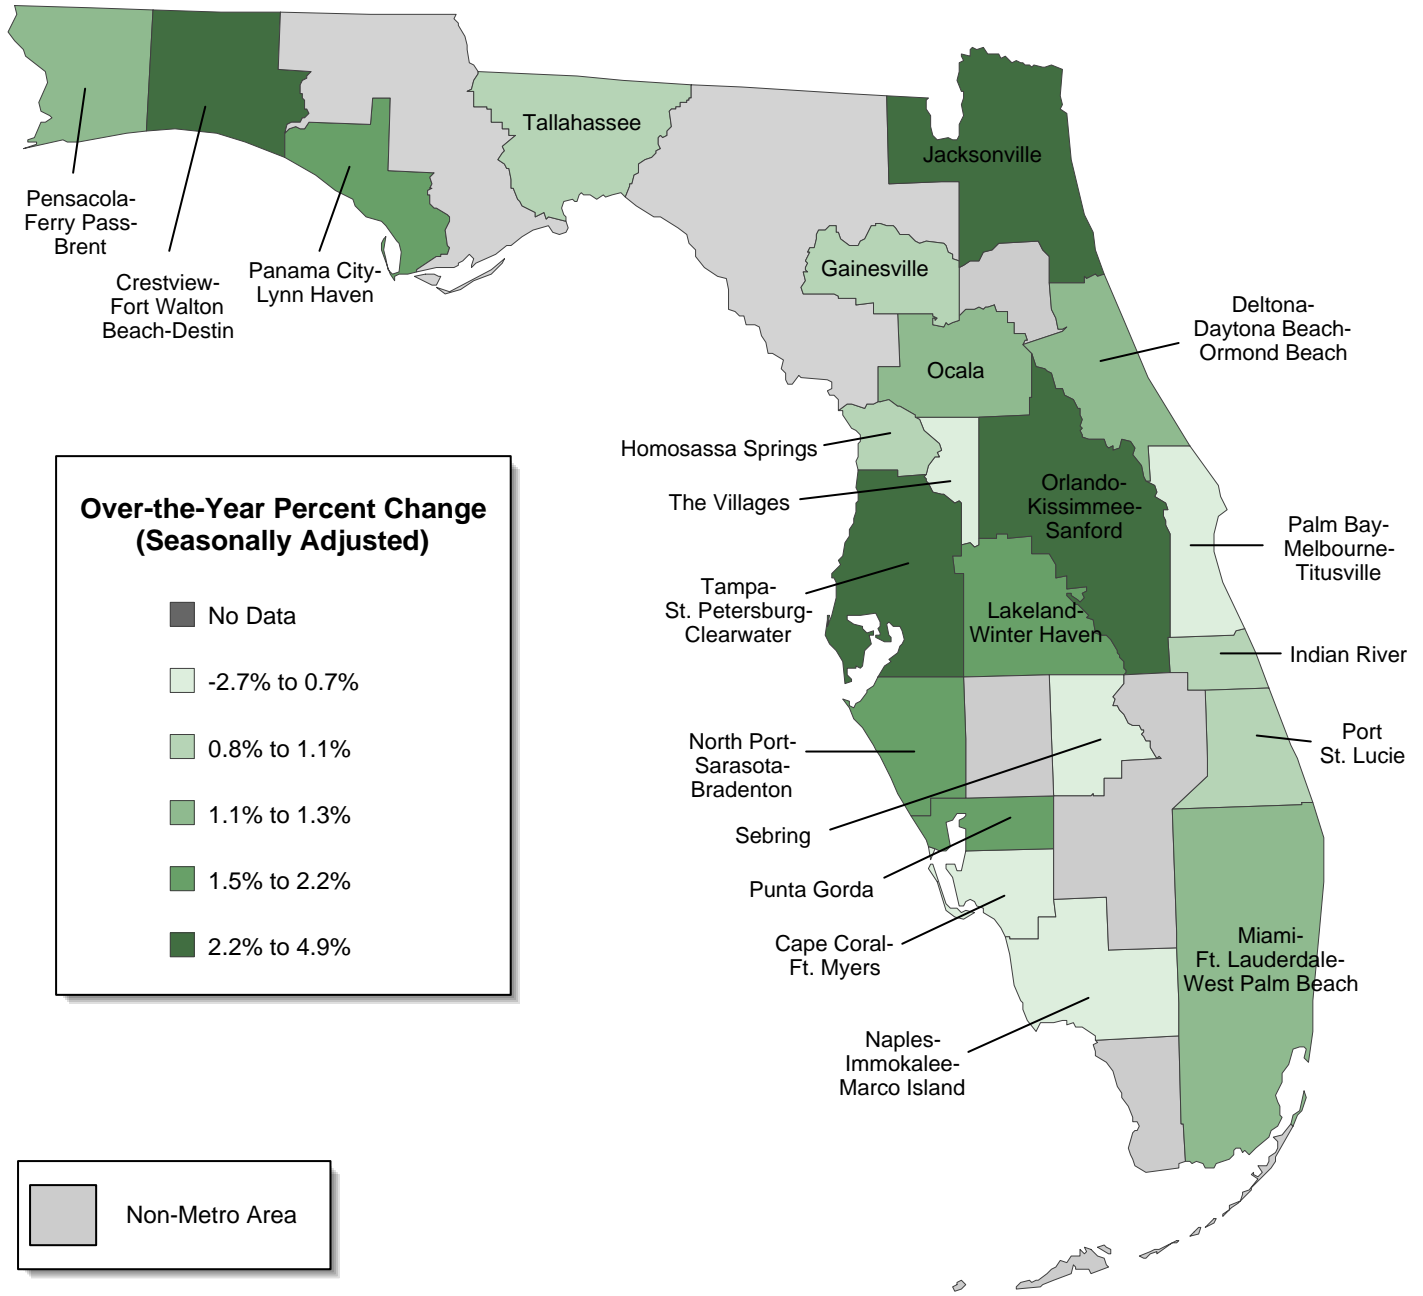 Tallahassee
Jacksonville
Pensacola-
Ferry Pass-
Brent
Crestview-
Fort Walton
Beach-Destin
Panama City-
Lynn Haven
Gainesville
Deltona-
Daytona Beach-
Ormond Beach
Ocala
Homosassa Springs
The Villages
Orlando-
Kissimmee-
Sanford
Palm Bay-
Melbourne-
Titusville
Tampa-
St. Petersburg-
Clearwater
Lakeland-
Winter Haven
Indian River
North Port-
Sarasota-
Bradenton
Port
St. Lucie
Sebring
Punta Gorda
Cape Coral-
Ft. Myers
Miami-
Ft. Lauderdale-
West Palm Beach
Naples-
Immokalee-
Marco Island
Over-the-Year Percent Change
(Seasonally Adjusted)
No Data
-2.7% to 0.7%
0.8% to 1.1%
1.1% to 1.3%
1.5% to 2.2%
2.2% to 4.9%
Non-Metro Area